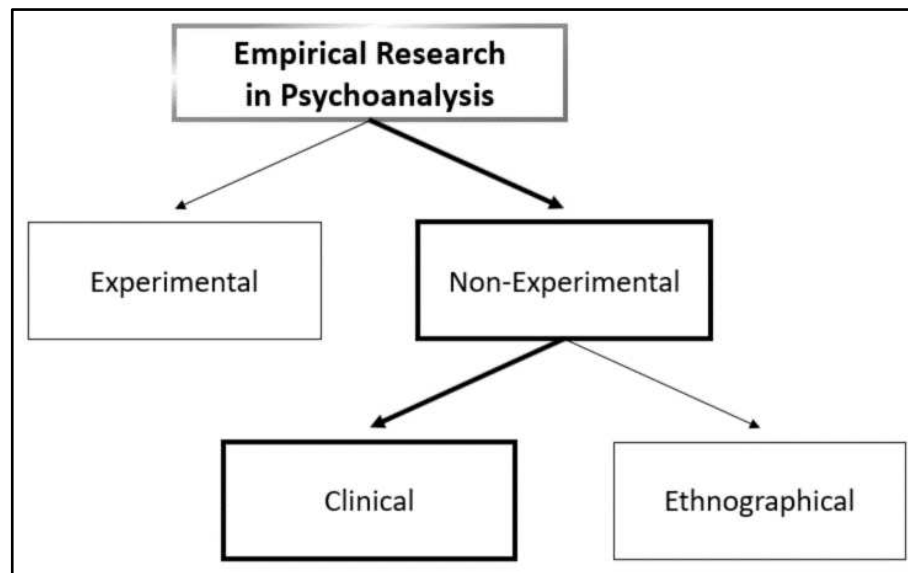 Empirical Research
in Psychoanalysis
Experimental
Non-Experimental
Clinical
Ethnographical